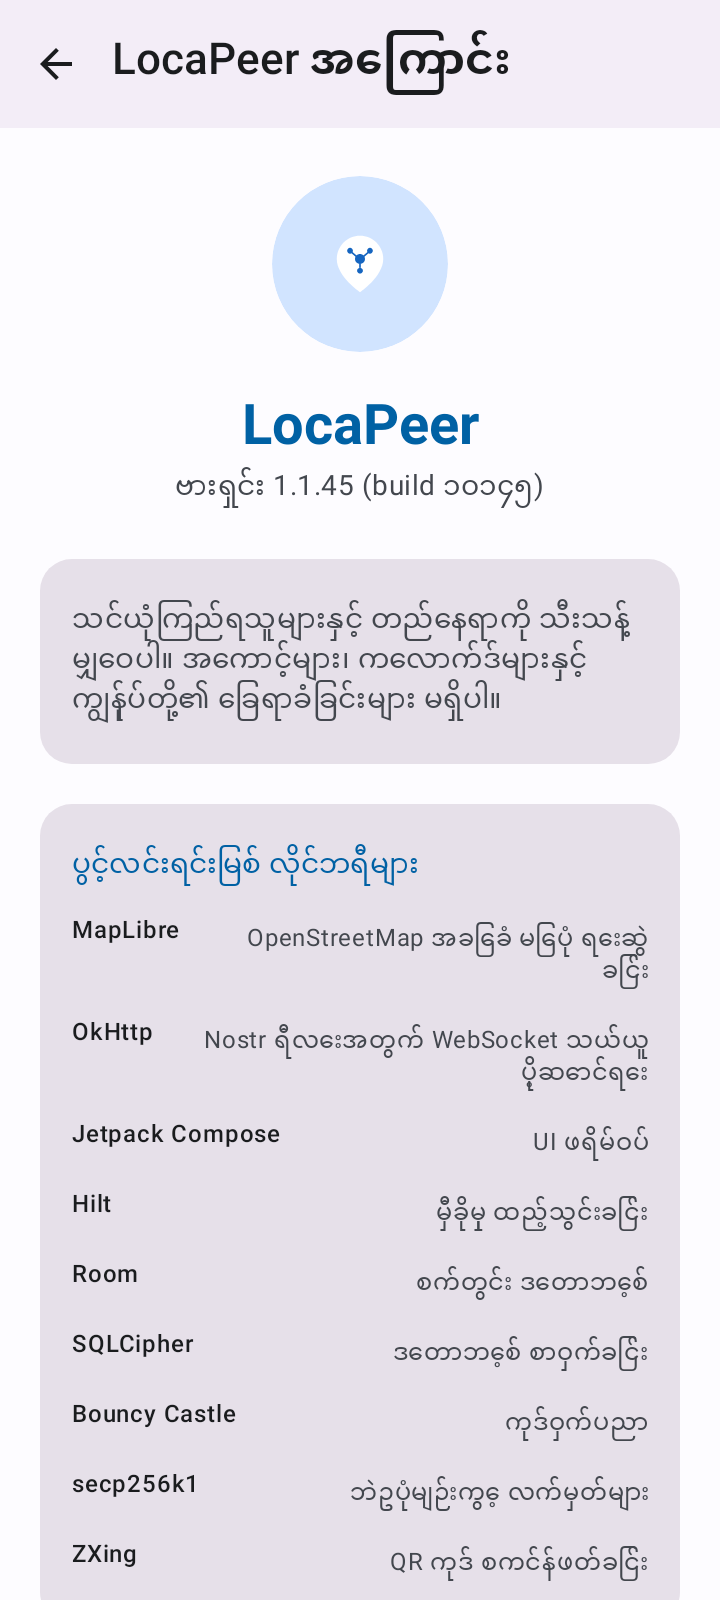 LocaPeer အကြောင်း
LocaPeer
ဗားရှင်း 1.1.45 (build ၁၀၁၄၅)
သင်ယုံကြည်ရသူများနှင့် တည်နေရာကို သီးသန့်
မျှဝေပါ။ အကောင့်များ၊ ကလောက်ဒ်များနှင့်
ကျွန်ုပ်တို့၏ ခြေရာခံခြင်းများ မရှိပါ။
ပွင့်လင်းရင်းမြစ် လိုင်ဘရီများ
MapLibre
OpenStreetMap အခြေခံ မြေပုံ ရေးဆွဲ
ခြင်း
OkHttp
Nostr ရီလေးအတွက် WebSocket သယ်ယူ
ပို့ဆောင်ရေး
Jetpack Compose
UI ဖရိမ်ဝပ်
Hilt
မှီခိုမှု ထည့်သွင်းခြင်း
Room
စက်တွင်း ဒေတာဘေ့စ်
SQLCipher
ဒေတာဘေ့စ် စာဝှက်ခြင်း
Bouncy Castle
ကုဒ်ဝှက်ပညာ
secp256k1
ဘဲဥပုံမျဉ်းကွေ့ လက်မှတ်များ
ZXing
QR ကုဒ် စကင်န်ဖတ်ခြင်း